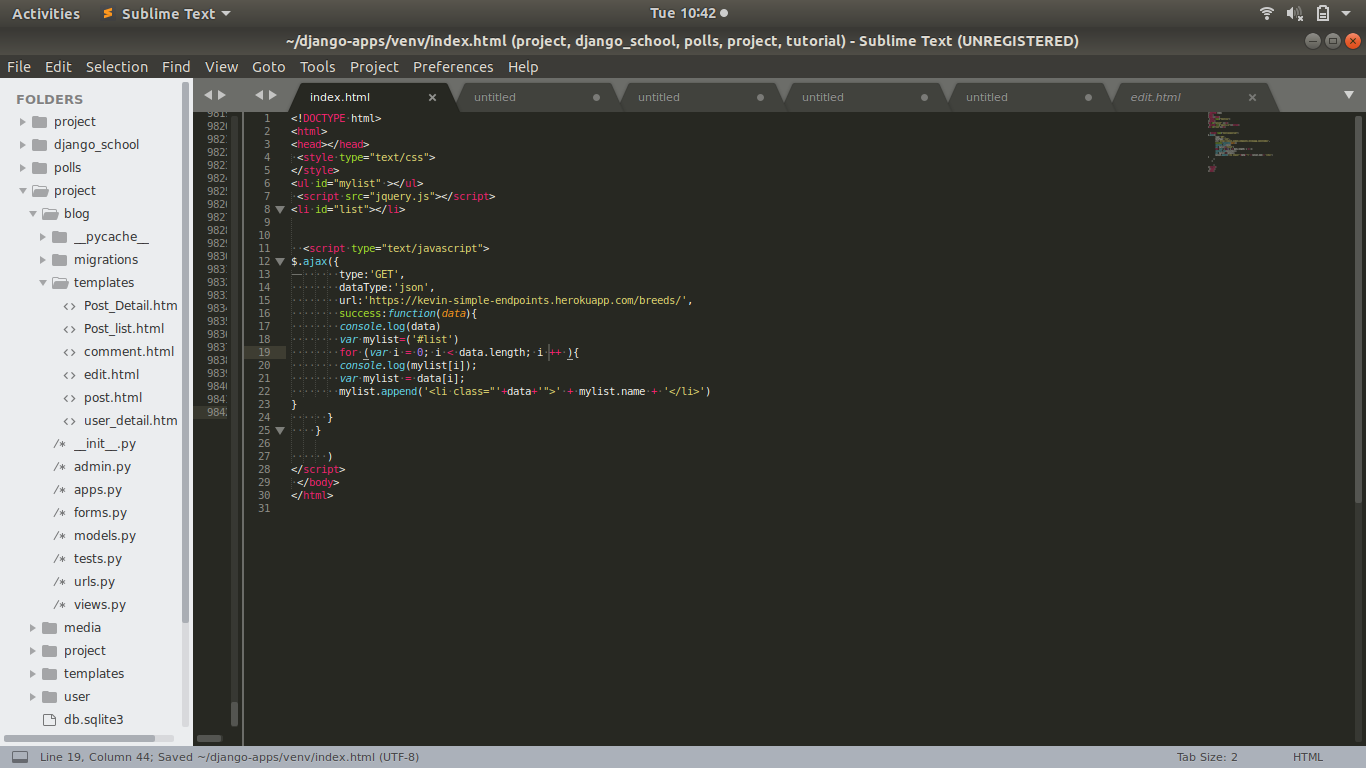 Activities
Sublime Text
Tue 10:42
~/django-apps/venv/index.html (project, django_school, polls, project, tutorial) - Sublime Text (UNREGISTERED)
File Edit Selection Find View Goto Tools Project Preferences Help
FOLDERS
project
django_school
polls
project
blog
__pycache__
migrations
templates
Post_Detail.htm
Post_list.html
comment.html
edit.html
post.html
user_detail.htm
__init__.py
admin.py
apps.py
forms.py
models.py
tests.py
urls.py
views.py
media
project
templates
user
db.sqlite3
index.html
untitled
untitled
untitled
untitled
edit.html
1 <!DOCTYPE html>
2 <html>
3 <head></head>
4 <style type="text/css">
5 </style>
6 <ul id="mylist" ></ul>
7 <script src="jquery.js"></script>
8 <li id="list"></li>
9
10
11 <script type="text/javascript">
12 $.ajax({
13 type:'GET',
14 dataType:'json',
15 url:'https://kevin-simple-endpoints.herokuapp.com/breeds/',
16 success:function(data){
17 console.log(data)
18 var mylist=('#list')
19 for (var i = 0; i < data.length; i ++ ){
20 console.log(mylist[i]);
21 var mylist = data[i];
22 mylist.append('<li class="'+data+'">' + mylist.name + '</li>')
23 }
24 }
25 }
26
27 )
28 </script>
29 </body>
30 </html>
31
Line 19, Column 44; Saved ~/django-apps/venv/index.html (UTF-8)
Tab Size: 2
HTML